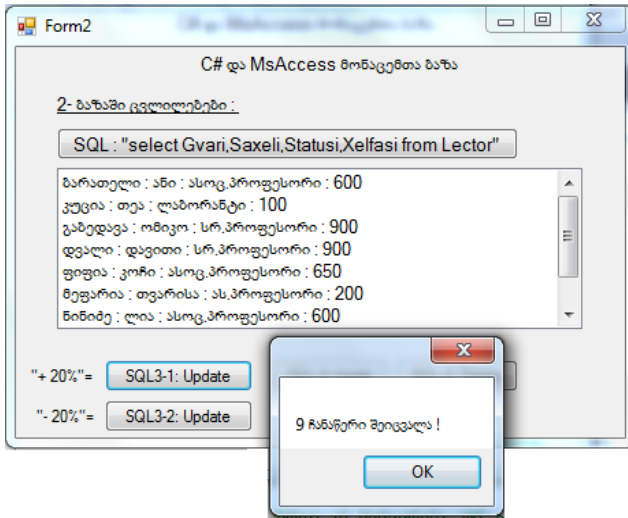 Form2
C# და MsAccess მონაცემთა ბაზა
2- ბაზაში ცვლილებები :
SQL : "select Gvari,Saxeli,Statusi,Xelfasi from Lector"
ბარათელი : ანი : ასოც.პროფესორი : 600
კუცია : თეა : ლაბორანტი : 100
გაბედავა : ომიკო : სრ,პროფესორი : 900
დვალი : დავითი : სრ,პროფესორი : 900
ფიფია : კოჩი : ასოც.პროფესორი : 650
მეფარია : თვარისა : ას,პროფესორი : 200
ნინიძე : ლია : ასოც.პროფესორი : 600
"+ 20%"= SQL3-1: Update
"- 20%"= SQL3-2: Update
9 ჩანაწერი შეიცვალა !
OK